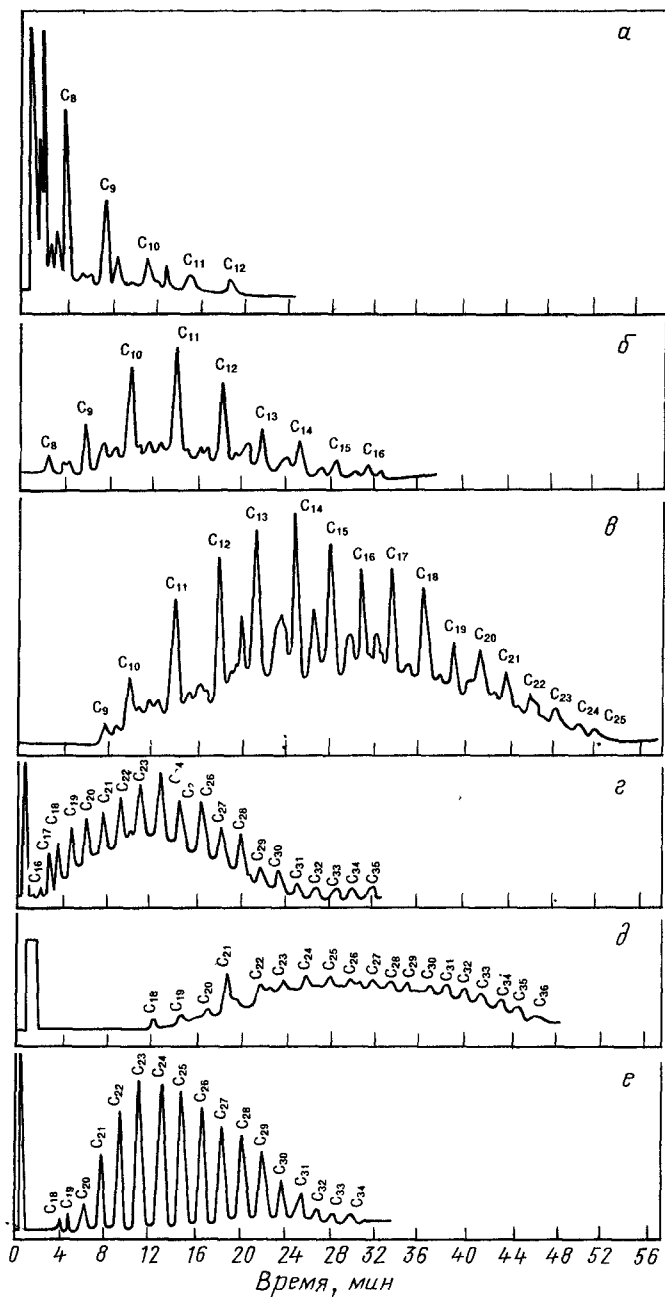 а
C₈
C₉
C₁₀
C₁₁
C₁₂
б
C₈
C₉
C₁₀
C₁₁
C₁₂
C₁₃
C₁₄
C₁₅
C₁₆
в
C₉
C₁₀
C₁₁
C₁₂
C₁₃
C₁₄
C₁₅
C₁₆
C₁₇
C₁₈
C₁₉
C₂₀
C₂₁
C₂₂
C₂₃
C₂₄
C₂₅
г
C₁₆
C₁₇
C₁₈
C₁₉
C₂₀
C₂₁
C₂₂
C₂₃
C₂₆
C₂₇
C₂₈
C₂₉
C₃₀
C₃₁
C₃₂
C₃₃
C₃₄
C₃₅
д
C₁₈
C₁₉
C₂₀
C₂₁
C₂₂
C₂₃
C₂₄
C₂₅
C₂₆
C₂₇
C₂₈
C₂₉
C₃₀
C₃₁
C₃₂
C₃₃
C₃₄
C₃₅
C₃₆
е
C₁₈
C₁₉
C₂₀
C₂₁
C₂₂
C₂₃
C₂₄
C₂₅
C₂₆
C₂₇
C₂₈
C₂₉
C₃₀
C₃₁
C₃₂
C₃₃
C₃₄
0 4 8 12 16 20 24 28 32 36 40 44 48 52 56
Время, мин